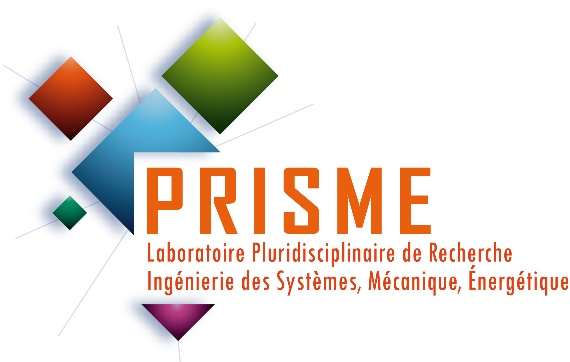 PRISME
Laboratoire Pluridisciplinaire de Recherche
Ingénierie des Systèmes, Mécanique, Énergétique